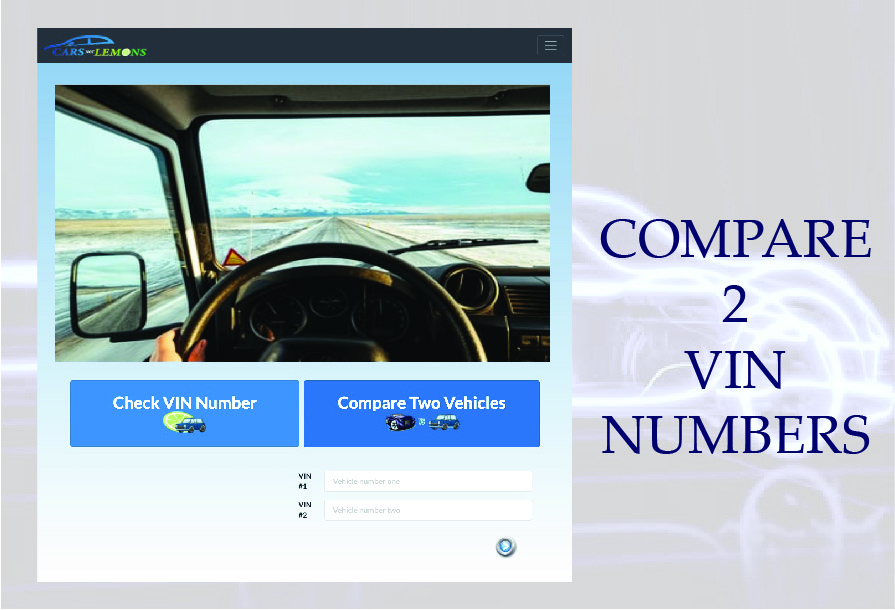 CARS NOT LEMONS
Check VIN Number
Compare Two Vehicles
VIN
#1
Vehicle number one
VIN
#2
Vehicle number two
COMPARE
2
VIN
NUMBERS